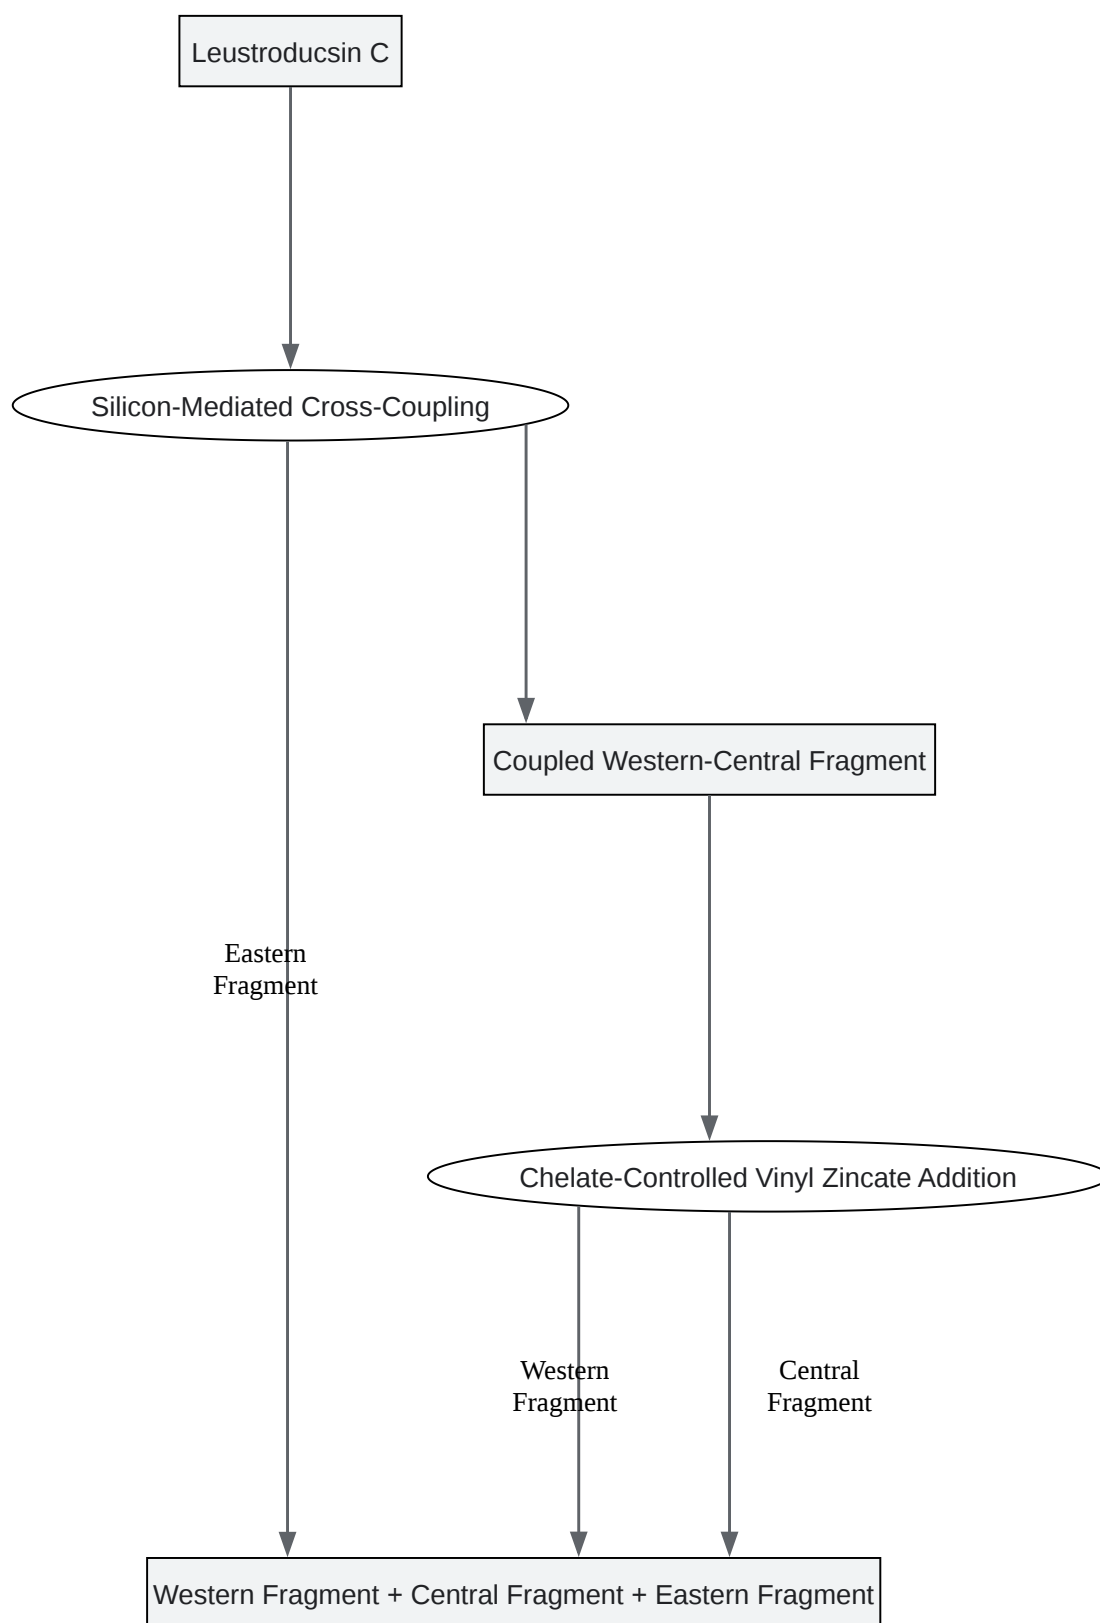 Leustroducsin C
Silicon-Mediated Cross-Coupling
Coupled Western-Central Fragment
Eastern
Fragment
Chelate-Controlled Vinyl Zincate Addition
Western
Fragment
Central
Fragment
Western Fragment + Central Fragment + Eastern Fragment